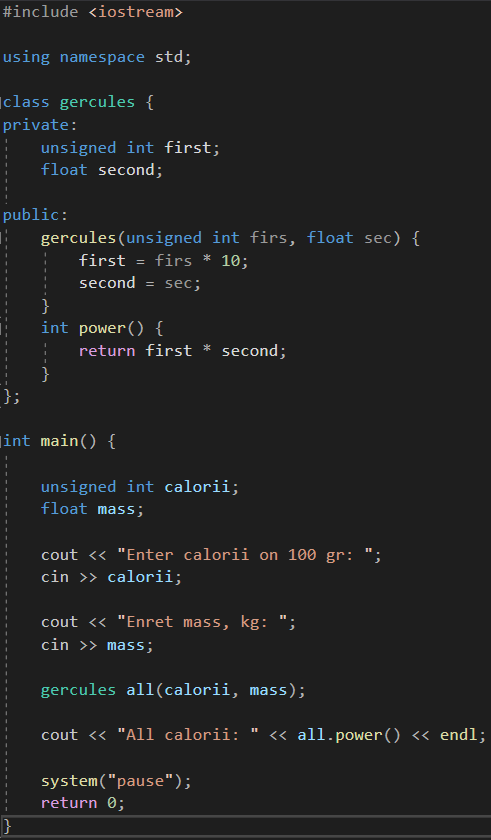 #include <iostream>
using namespace std;
class gercules {
private:
unsigned int first;
float second;
public:
gercules(unsigned int firs, float sec) {
first = firs * 10;
second = sec;
}
int power() {
return first * second;
}
};
int main() {
unsigned int calorii;
float mass;
cout << "Enter calorii on 100 gr: ";
cin >> calorii;
cout << "Enret mass, kg: ";
cin >> mass;
gercules all(calorii, mass);
cout << "All calorii: " << all.power() << endl;
system("pause");
return 0;
}